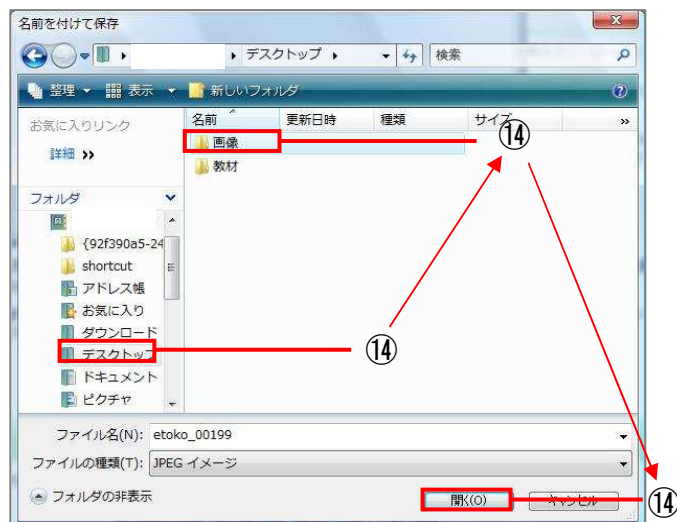 名前を付けて保存
デスクトップ
検索
整理 表示 新しいフォルダ
お気に入りリンク
詳細 »
名前 更新日時 種類 サイズ »
画像
教材
⑭
フォルダ
{92f390a5-24
shortcut
アドレス帳
お気に入り
ダウンロード
デスクトップ
⑭
ドキュメント
ピクチャ
ファイル名(N): etoko_00199
ファイルの種類(T): JPEG イメージ
フォルダの非表示
開く(O) キャンセル
⑭